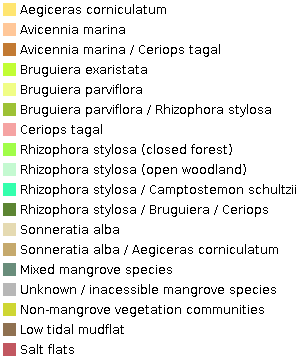 Aegiceras corniculatum
Avicennia marina
Avicennia marina / Ceriops tagal
Bruguiera exaristata
Bruguiera parviflora
Bruguiera parviflora / Rhizophora stylosa
Ceriops tagal
Rhizophora stylosa (closed forest)
Rhizophora stylosa (open woodland)
Rhizophora stylosa / Camptostemon schultzii
Rhizophora stylosa / Bruguiera / Ceriops
Sonneratia alba
Sonneratia alba / Aegiceras corniculatum
Mixed mangrove species
Unknown / inacessible mangrove species
Non-mangrove vegetation communities
Low tidal mudflat
Salt flats